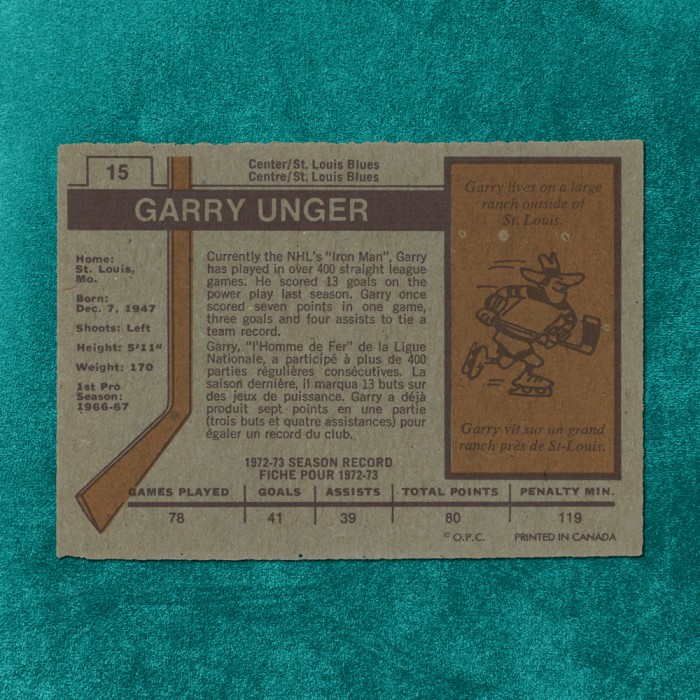 15
Center/St. Louis Blues
Centre/St. Louis Blues
GARRY UNGER
Home:
St. Louis,
Mo.
Born:
Dec. 7, 1947
Shoots: Left
Height: 5'11"
Weight: 170
1st Pro
Season:
1966-67
Currently the NHL's "Iron Man", Garry
has played in over 400 straight league
games. He scored 13 goals on the
power play last season. Garry once
scored seven points in one game,
three goals and four assists to tie a
team record.
Garry, "l'Homme de Fer" de la Ligue
Nationale, a participé à plus de 400
parties régulières consécutives. La
saison dernière, il marqua 13 buts sur
des jeux de puissance. Garry a déjà
produit sept points en une partie
(trois buts et quatre assistances) pour
égaler un record du club.
Garry lives on a large
ranch outside of
St. Louis.
Garry vit sur un grand
ranch près de St-Louis.
1972-73 SEASON RECORD
FICHE POUR 1972-73
GAMES PLAYED GOALS ASSISTS TOTAL POINTS PENALTY MIN.
78 41 39 80 119
© O.P.C. PRINTED IN CANADA